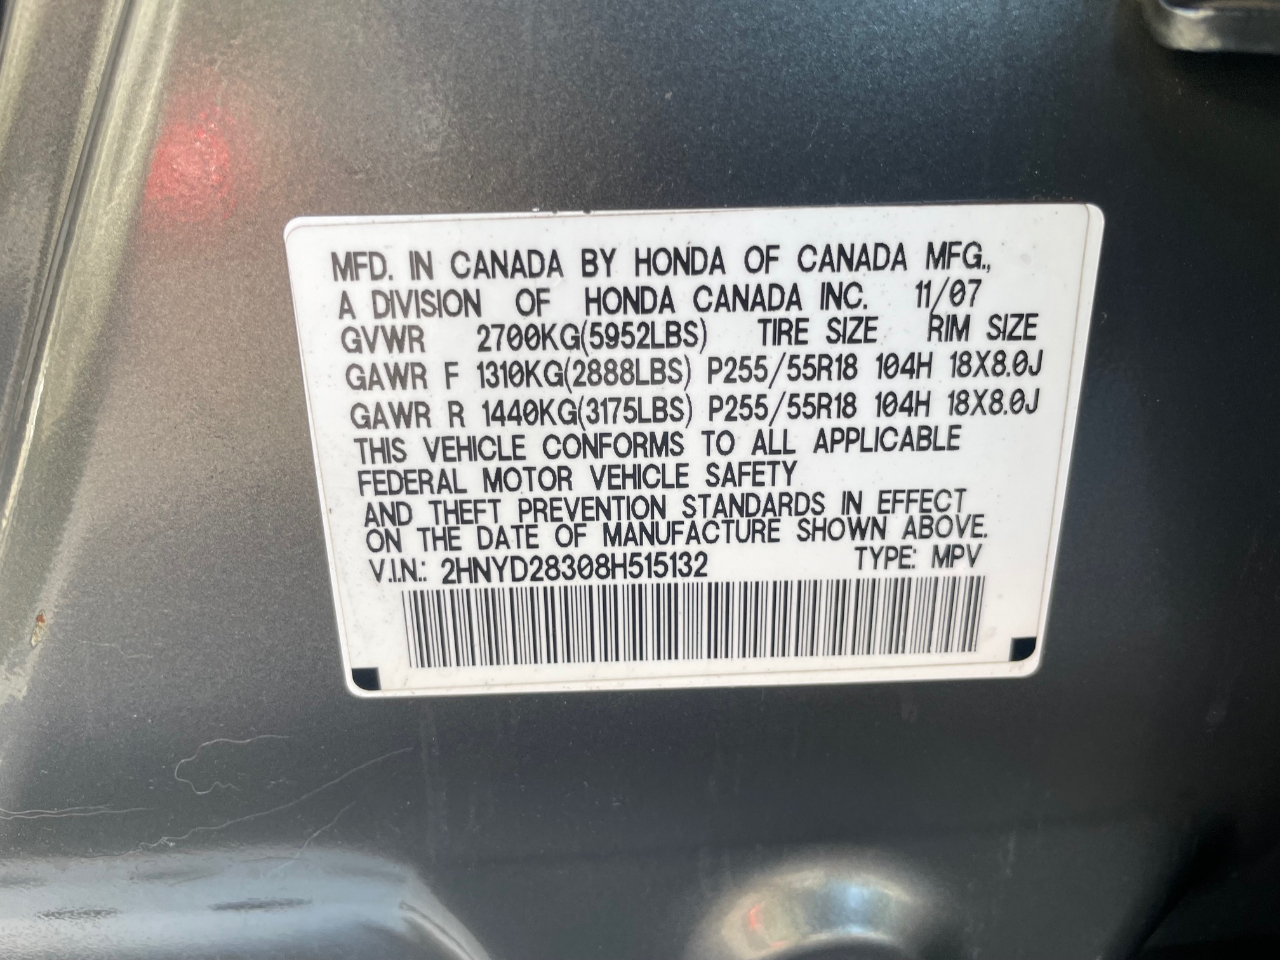 MFD. IN CANADA BY HONDA OF CANADA MFG.,
A DIVISION OF HONDA CANADA INC. 11/07
GVWR 2700KG(5952LBS) TIRE SIZE RIM SIZE
GAWR F 1310KG(2888LBS) P255/55R18 104H 18X8.0J
GAWR R 1440KG(3175LBS) P255/55R18 104H 18X8.0J
THIS VEHICLE CONFORMS TO ALL APPLICABLE
FEDERAL MOTOR VEHICLE SAFETY
AND THEFT PREVENTION STANDARDS IN EFFECT
ON THE DATE OF MANUFACTURE SHOWN ABOVE.
V.I.N.: 2HNYD28308H515132 TYPE: MPV